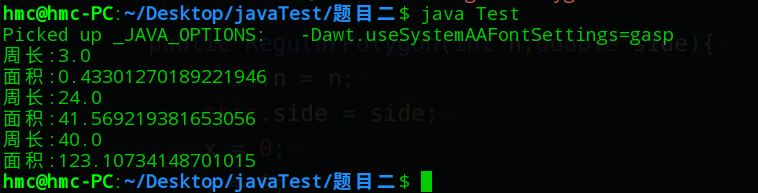 hmc@hmc-PC:~/Desktop/javaTest/题目二$ java Test
Picked up _JAVA_OPTIONS:   -Dawt.useSystemAAFontSettings=gasp
周长:3.0
面积:0.43301270189221946
周长:24.0
面积:41.569219381653056
周长:40.0
面积:123.10734148701015
hmc@hmc-PC:~/Desktop/javaTest/题目二$